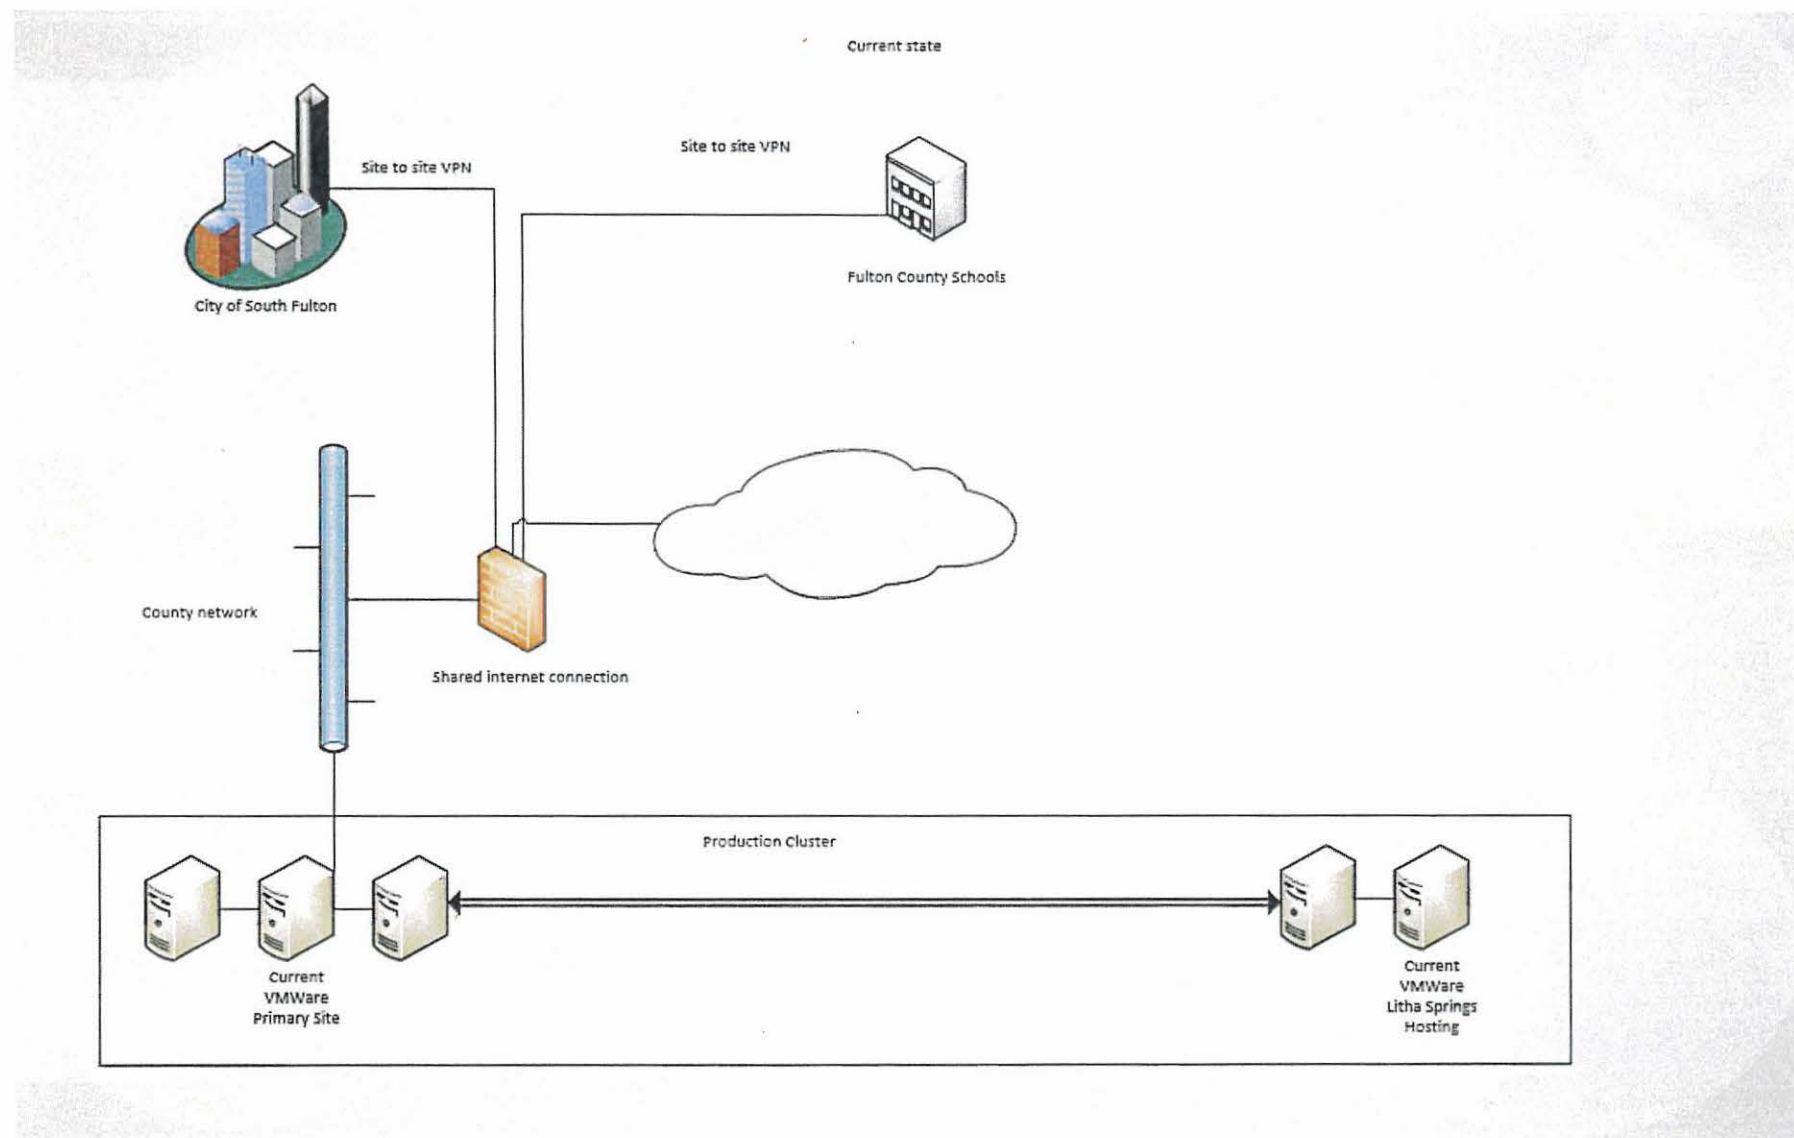 Current state
Site to site VPN
Site to site VPN
Fulton County Schools
City of South Fulton
County network
Shared internet connection
Production Cluster
Current
VMWare
Primary Site
Current
VMWare
Litha Springs
Hosting